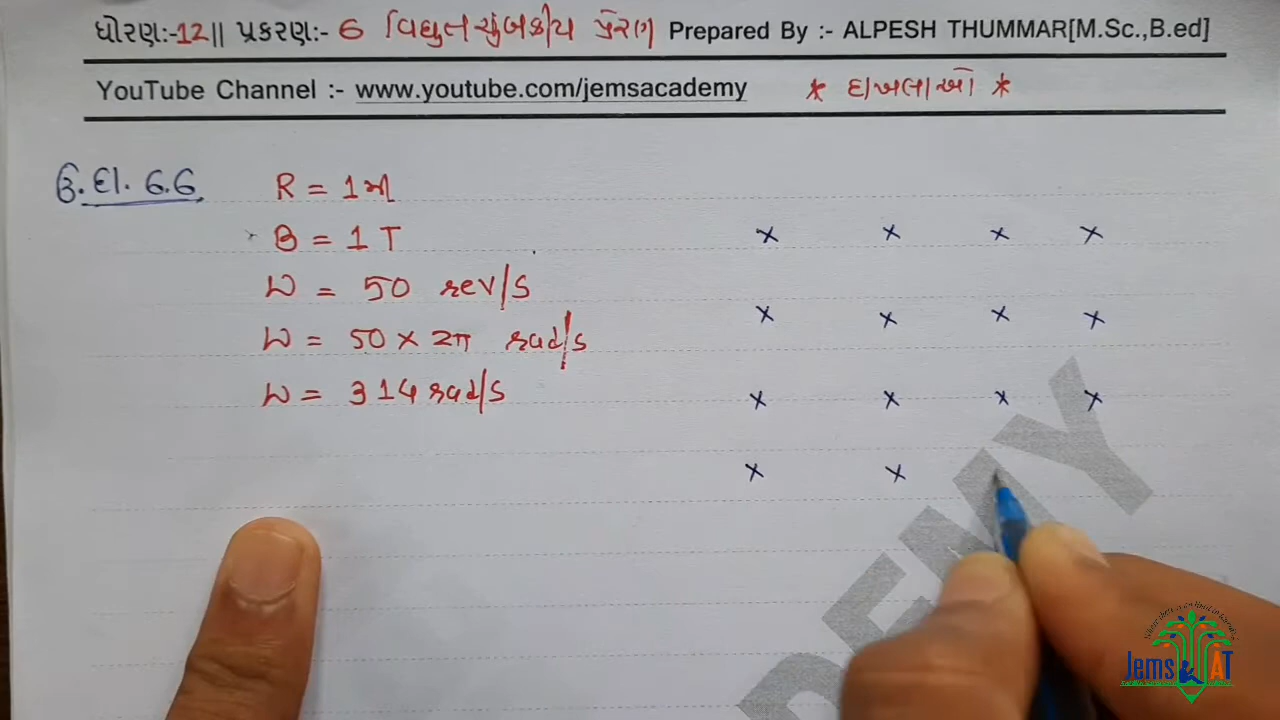 ધોરણ:-12|| પ્રકરણ:- 6 વિદ્યુતચુંબકીય પ્રેરણ Prepared By :- ALPESH THUMMAR[M.Sc.,B.ed]
YouTube Channel :- www.youtube.com/jemsacademy * દાખલાઓ *
ઉ.દા. 6.6 R = 1મ
B = 1 T
ω = 50 rev/s
ω = 50 × 2π rad/s
ω = 314 rad/s
× × × ×
× × × ×
× × × ×
× ×
DEMY
Jems AT